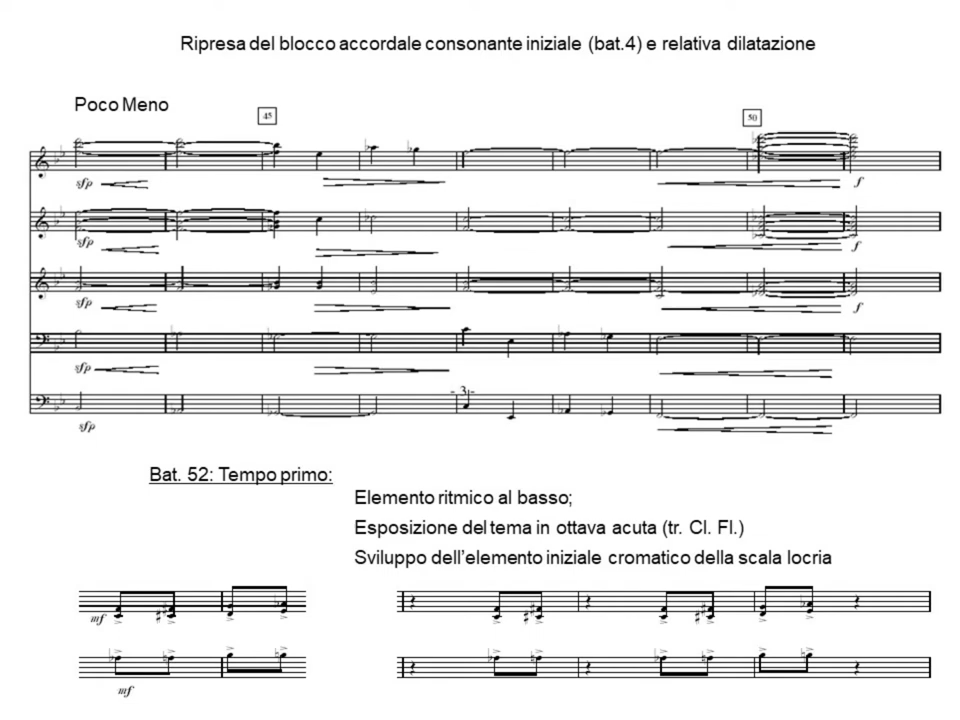 Ripresa del blocco accordale consonante iniziale (bat.4) e relativa dilatazione
Poco Meno
45
50
sfp
f
sfp
f
sfp
f
sfp
3
sfp
Bat. 52: Tempo primo:
Elemento ritmico al basso;
Esposizione del tema in ottava acuta (tr. Cl. Fl.)
Sviluppo dell’elemento iniziale cromatico della scala locria
mf
mf